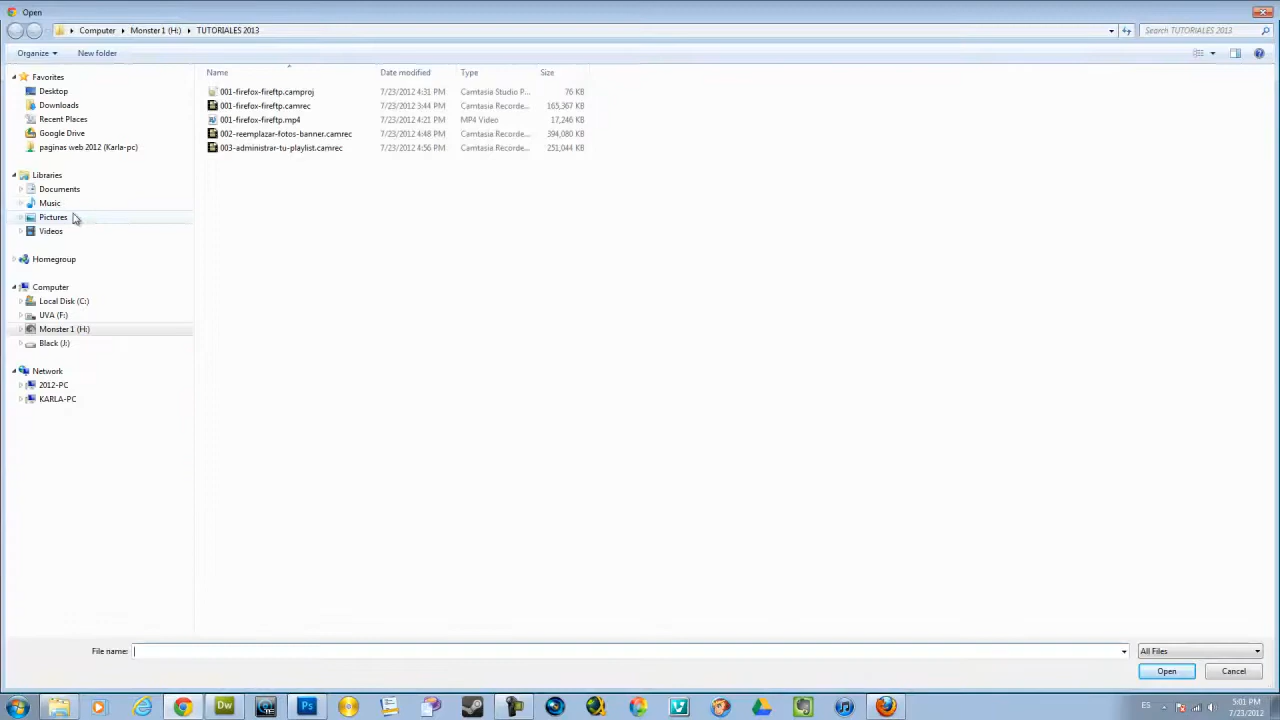 Open
Computer Monster1 (H:) TUTORIALES 2013 Search TUTORIALES 2013
Organize New folder
Name Date modified Type Size
Favorites
Desktop
Downloads
Recent Places
Google Drive
paginas web 2012 (Karla-pc)
Libraries
Documents
Music
Pictures
Videos
Homegroup
Computer
Local Disk (C:)
UVA (F:)
Monster1 (H:)
Black (J:)
Network
2012-PC
KARLA-PC
001-firefox-fireftp.camproj 7/23/2012 4:31 PM Camtasia Studio P... 76 KB
001-firefox-fireftp.camrec 7/23/2012 3:44 PM Camtasia Recorde... 165,367 KB
001-firefox-fireftp.mp4 7/23/2012 4:21 PM MP4 Video 17,246 KB
002-reemplazar-fotos-banner.camrec 7/23/2012 4:48 PM Camtasia Recorde... 394,080 KB
003-administrar-tu-playlist.camrec 7/23/2012 4:56 PM Camtasia Recorde... 251,044 KB
File name: All Files
Open Cancel
Dw Ps ES 5:01 PM
7/23/2012